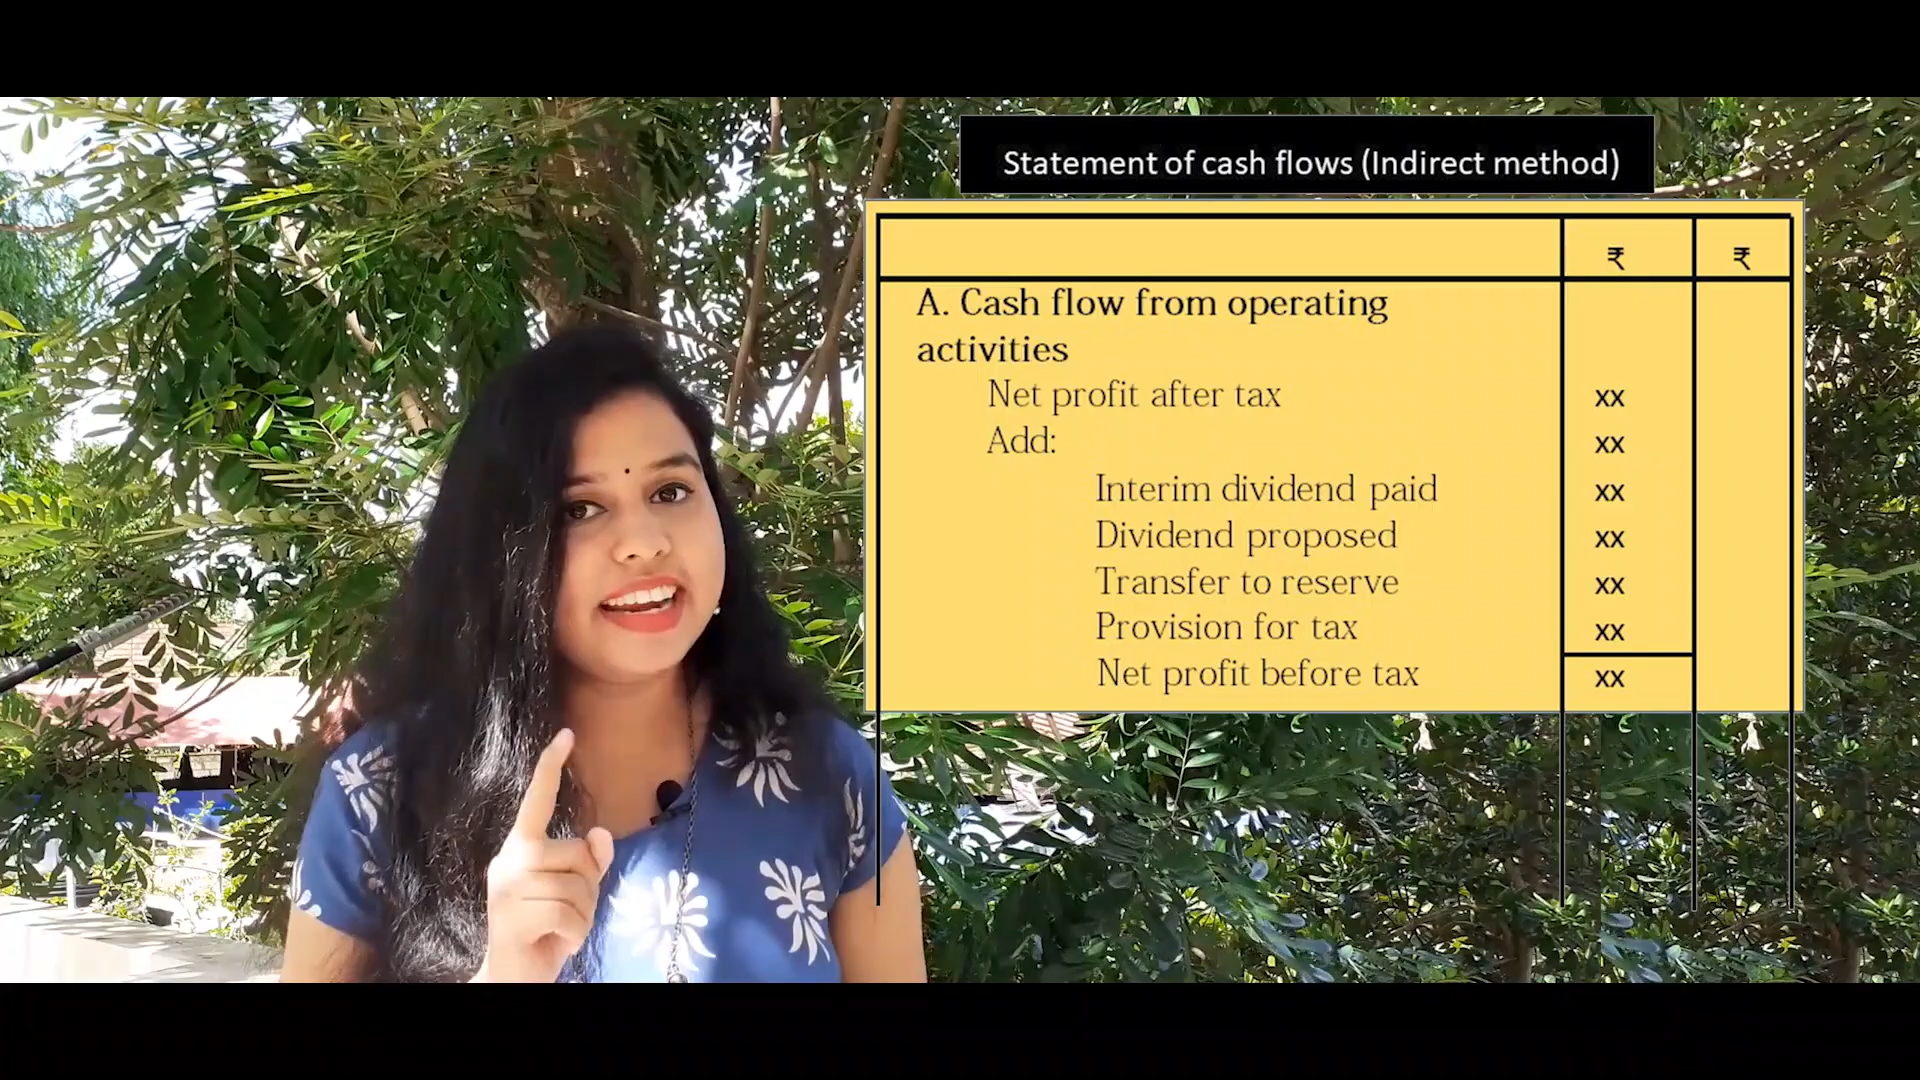 Statement of cash flows (Indirect method)
₹ ₹
A. Cash flow from operating
activities
Net profit after tax xx
Add: xx
Interim dividend paid xx
Dividend proposed xx
Transfer to reserve xx
Provision for tax xx
Net profit before tax xx